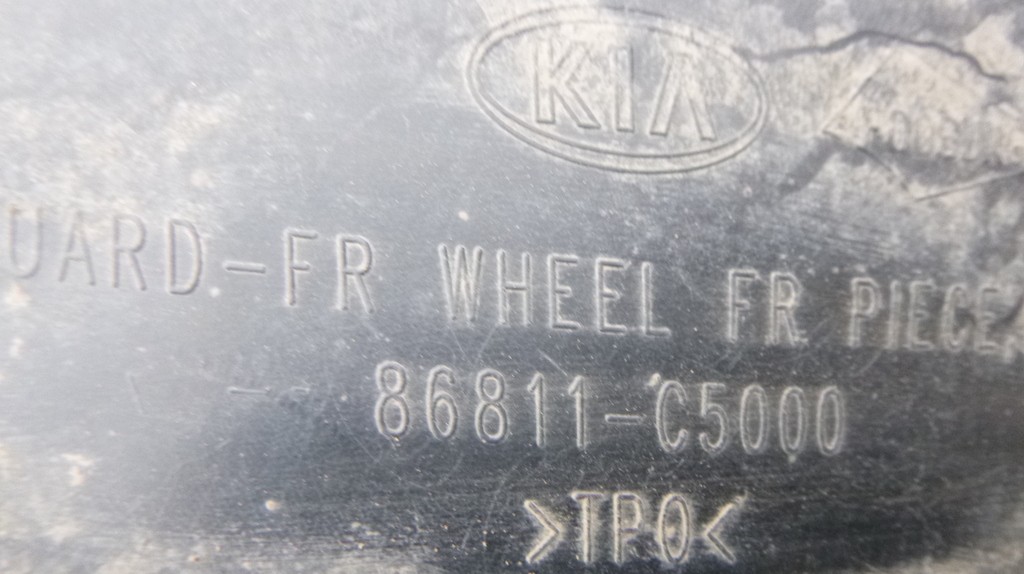 KIA
UARD-FR WHEEL FR PIECE,
86811-C5000
>TPO<